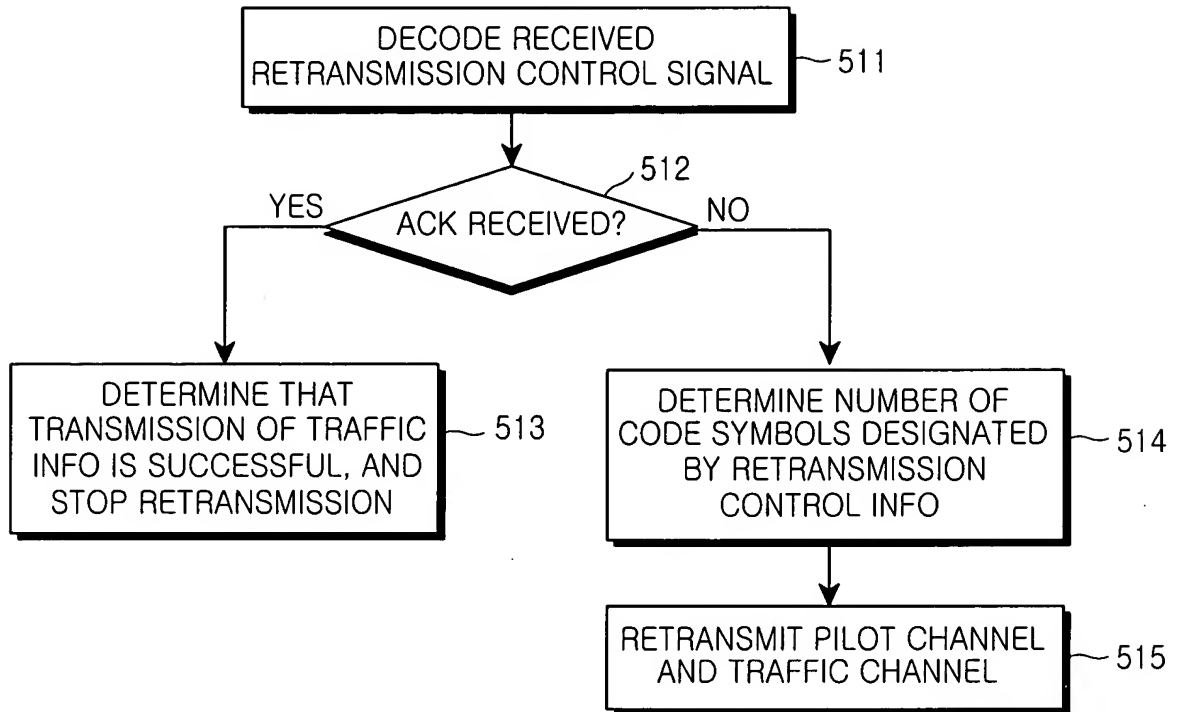 DECODE RECEIVED
RETRANSMISSION CONTROL SIGNAL
511
512
YES
ACK RECEIVED?
NO
DETERMINE THAT
TRANSMISSION OF TRAFFIC
INFO IS SUCCESSFUL, AND
STOP RETRANSMISSION
513
DETERMINE NUMBER OF
CODE SYMBOLS DESIGNATED
BY RETRANSMISSION
CONTROL INFO
514
RETRANSMIT PILOT CHANNEL
AND TRAFFIC CHANNEL
515